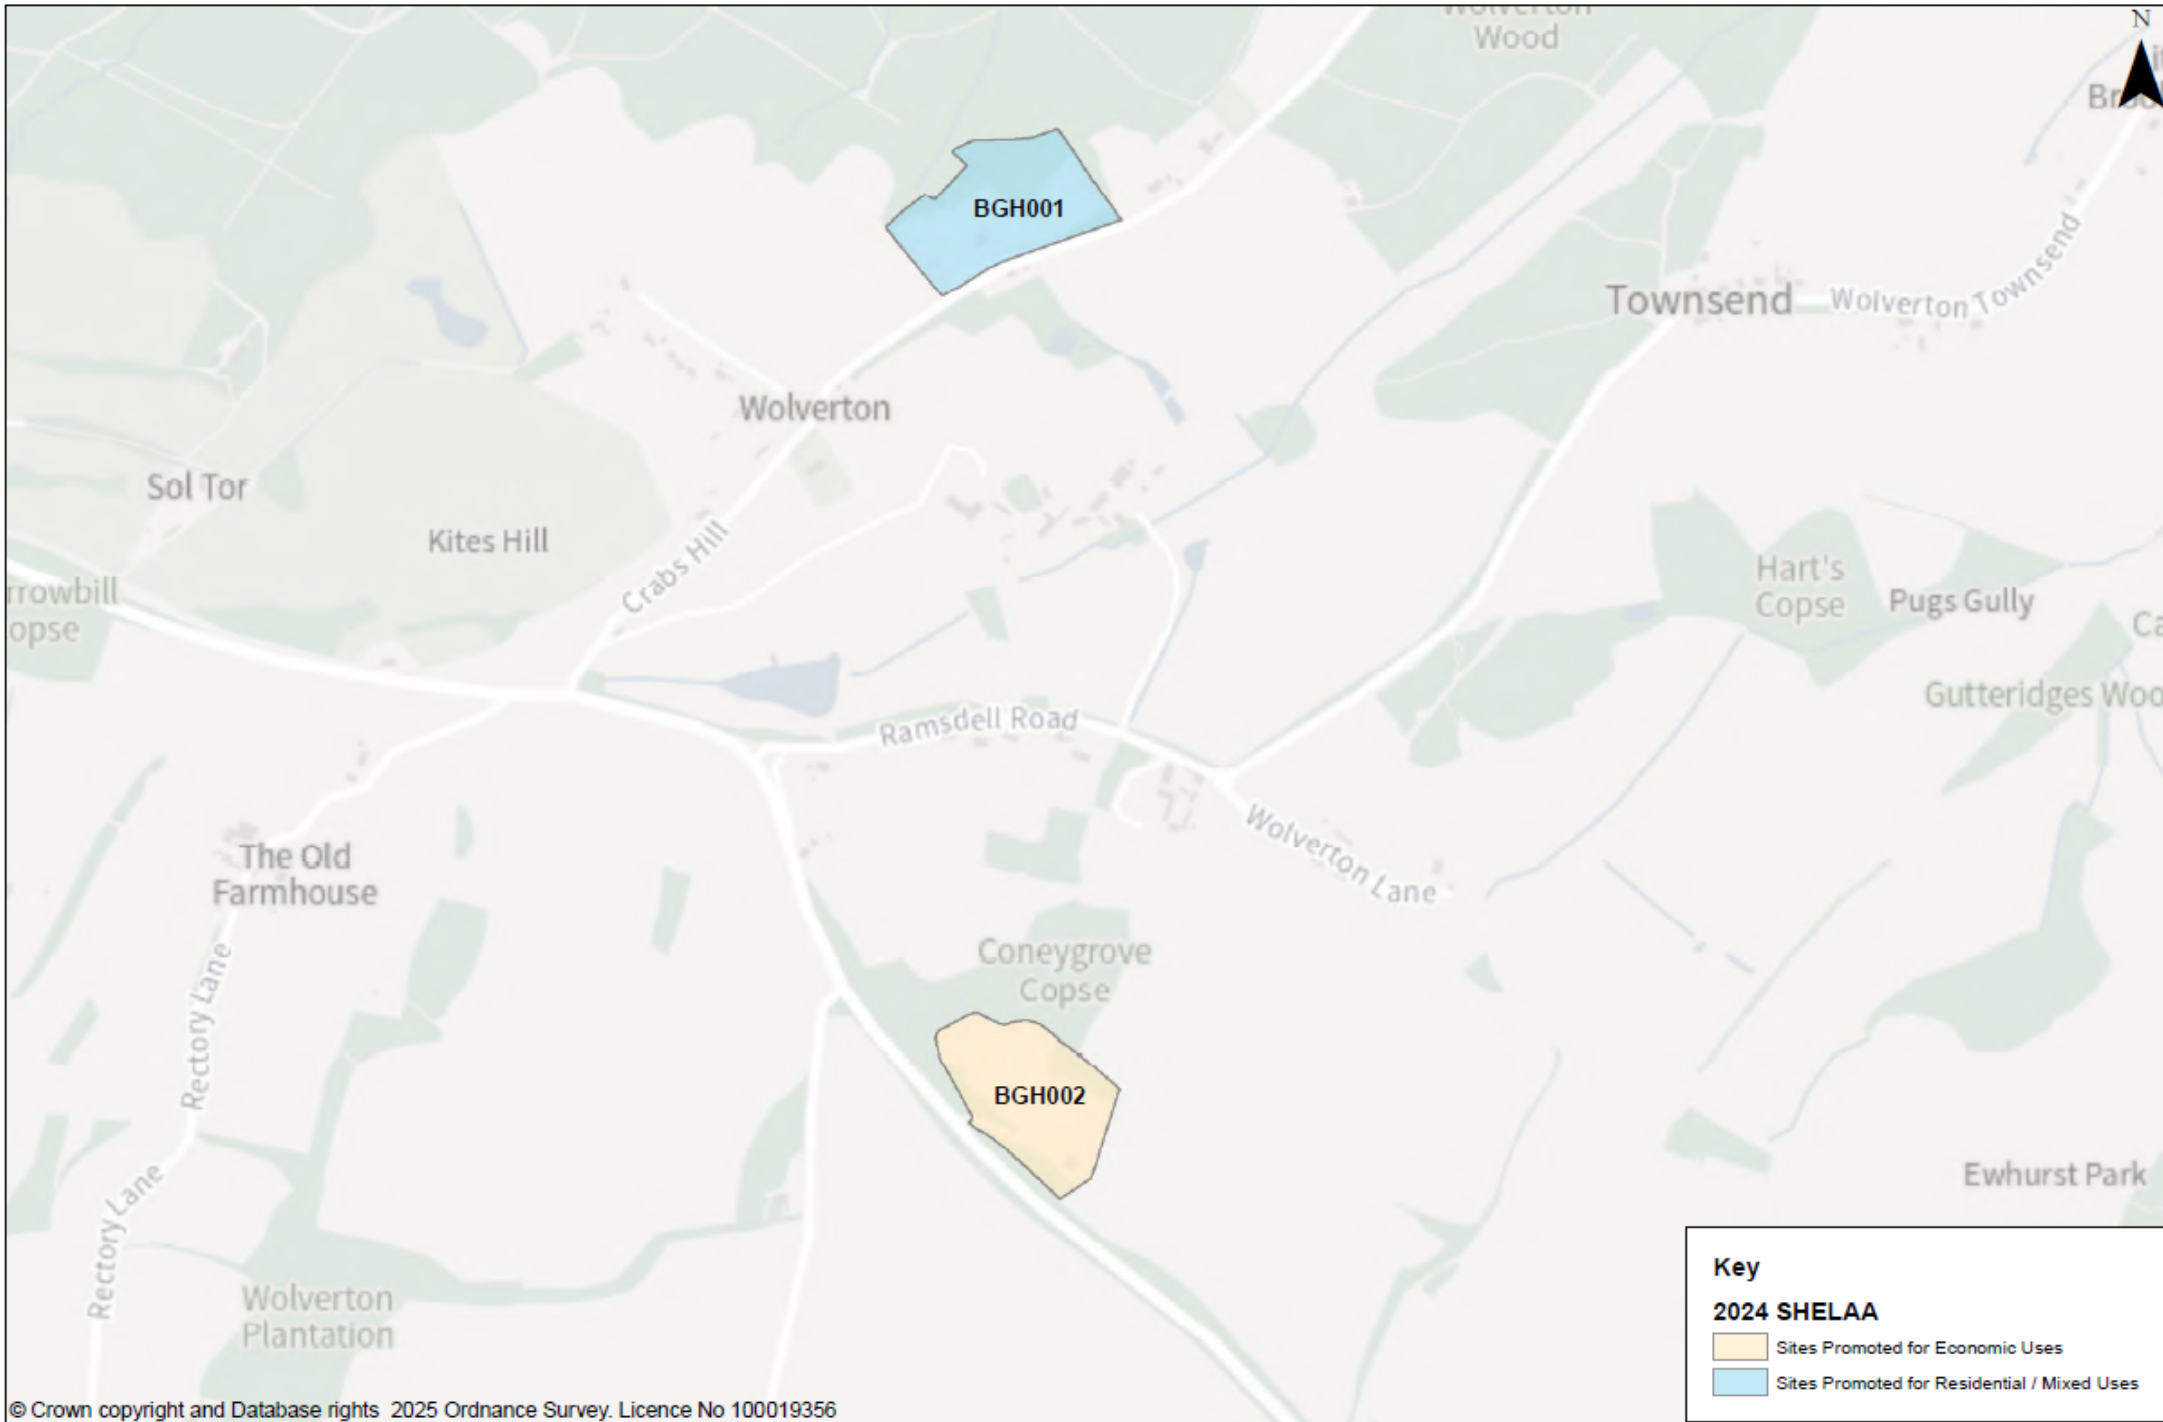 Wolverton
Wood
N
BGH001
Townsend
Wolverton Townsend
Wolverton
Sol Tor
Kites Hill
Crabs Hill
Hart's
Copse
Pugs Gully
rrowbill
opse
Ca
Gutteridges Woo
Ramsdell Road
Wolverton Lane
The Old
Farmhouse
Coneygrove
Copse
Rectory Lane
BGH002
Rectory Lane
Ewhurst Park
Wolverton
Plantation
Key
2024 SHELAA
Sites Promoted for Economic Uses
Sites Promoted for Residential / Mixed Uses
© Crown copyright and Database rights 2025 Ordnance Survey. Licence No 100019356